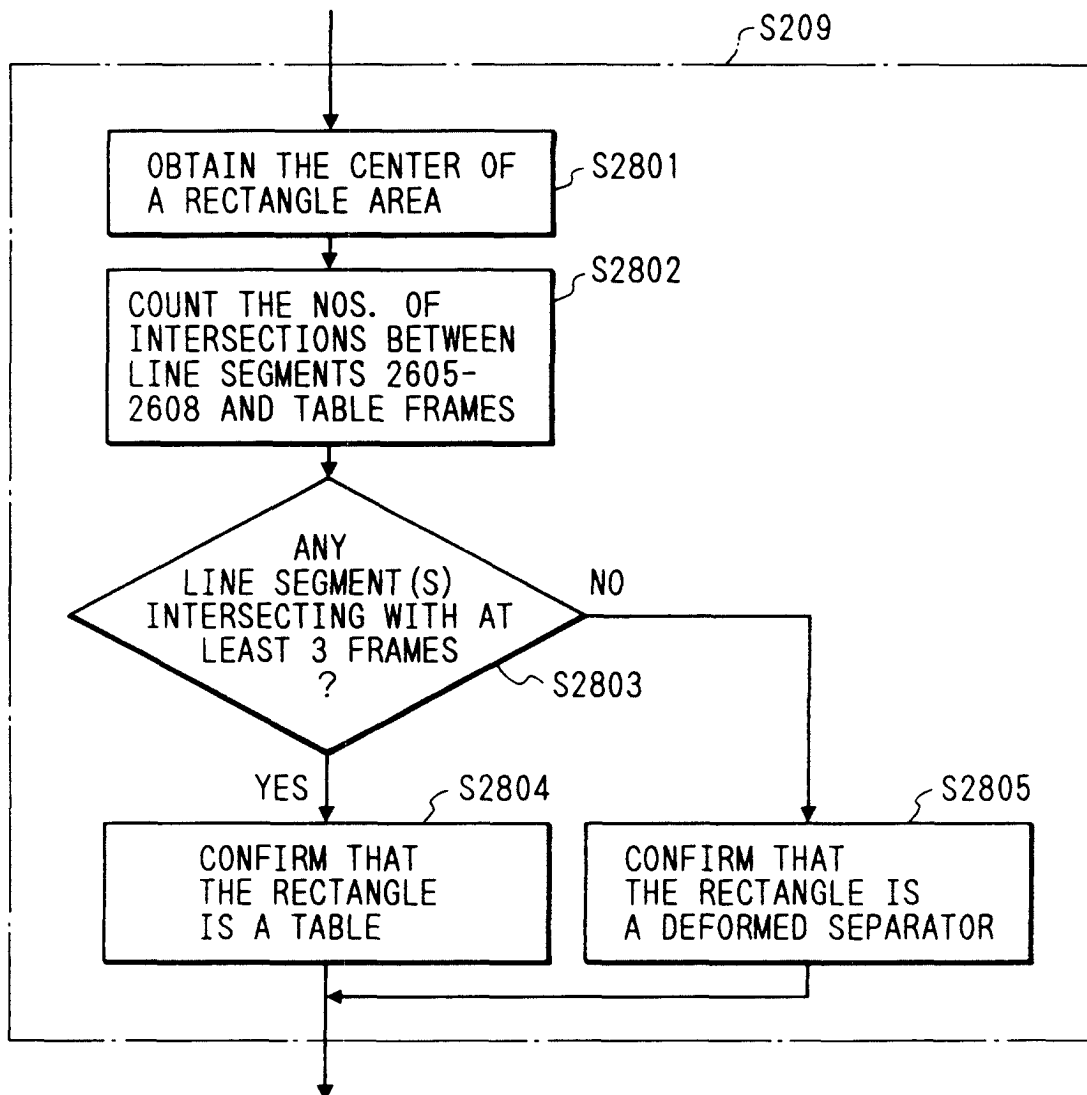 S209
OBTAIN THE CENTER OF
A RECTANGLE AREA
S2801
S2802
COUNT THE NOS. OF
INTERSECTIONS BETWEEN
LINE SEGMENTS 2605-
2608 AND TABLE FRAMES
ANY
LINE SEGMENT(S)
INTERSECTING WITH AT
LEAST 3 FRAMES
?
NO
S2803
YES
S2804
S2805
CONFIRM THAT
THE RECTANGLE
IS A TABLE
CONFIRM THAT
THE RECTANGLE IS
A DEFORMED SEPARATOR